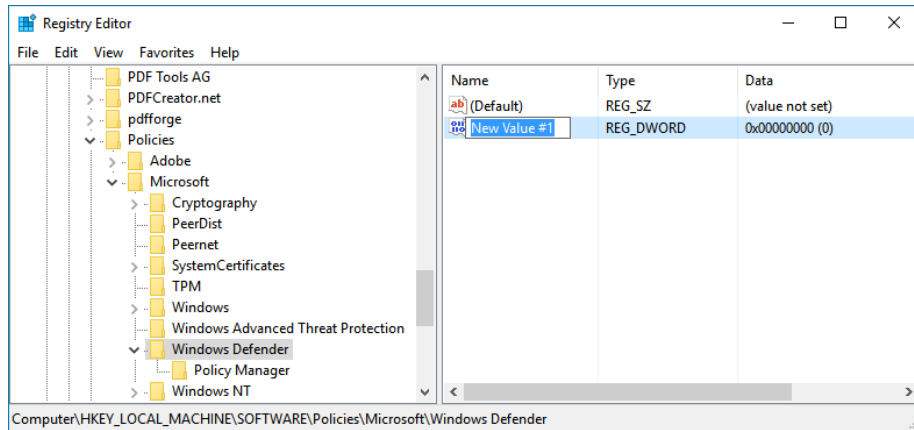 Registry Editor
File Edit View Favorites Help
PDF Tools AG
PDFCreator.net
pdfforge
Policies
Adobe
Microsoft
Cryptography
PeerDist
Peernet
SystemCertificates
TPM
Windows
Windows Advanced Threat Protection
Windows Defender
Policy Manager
Windows NT
Name Type Data
ab (Default) REG_SZ (value not set)
New Value #1 REG_DWORD 0x00000000 (0)
Computer\HKEY_LOCAL_MACHINE\SOFTWARE\Policies\Microsoft\Windows Defender